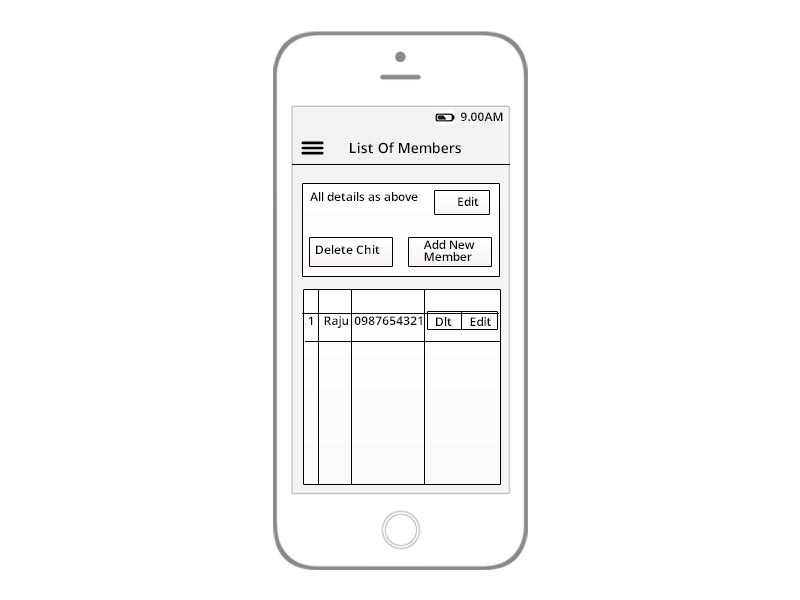 9.00AM
List Of Members
All details as above
Edit
Delete Chit
Add New
Member
1 Raju 0987654321 Dlt Edit